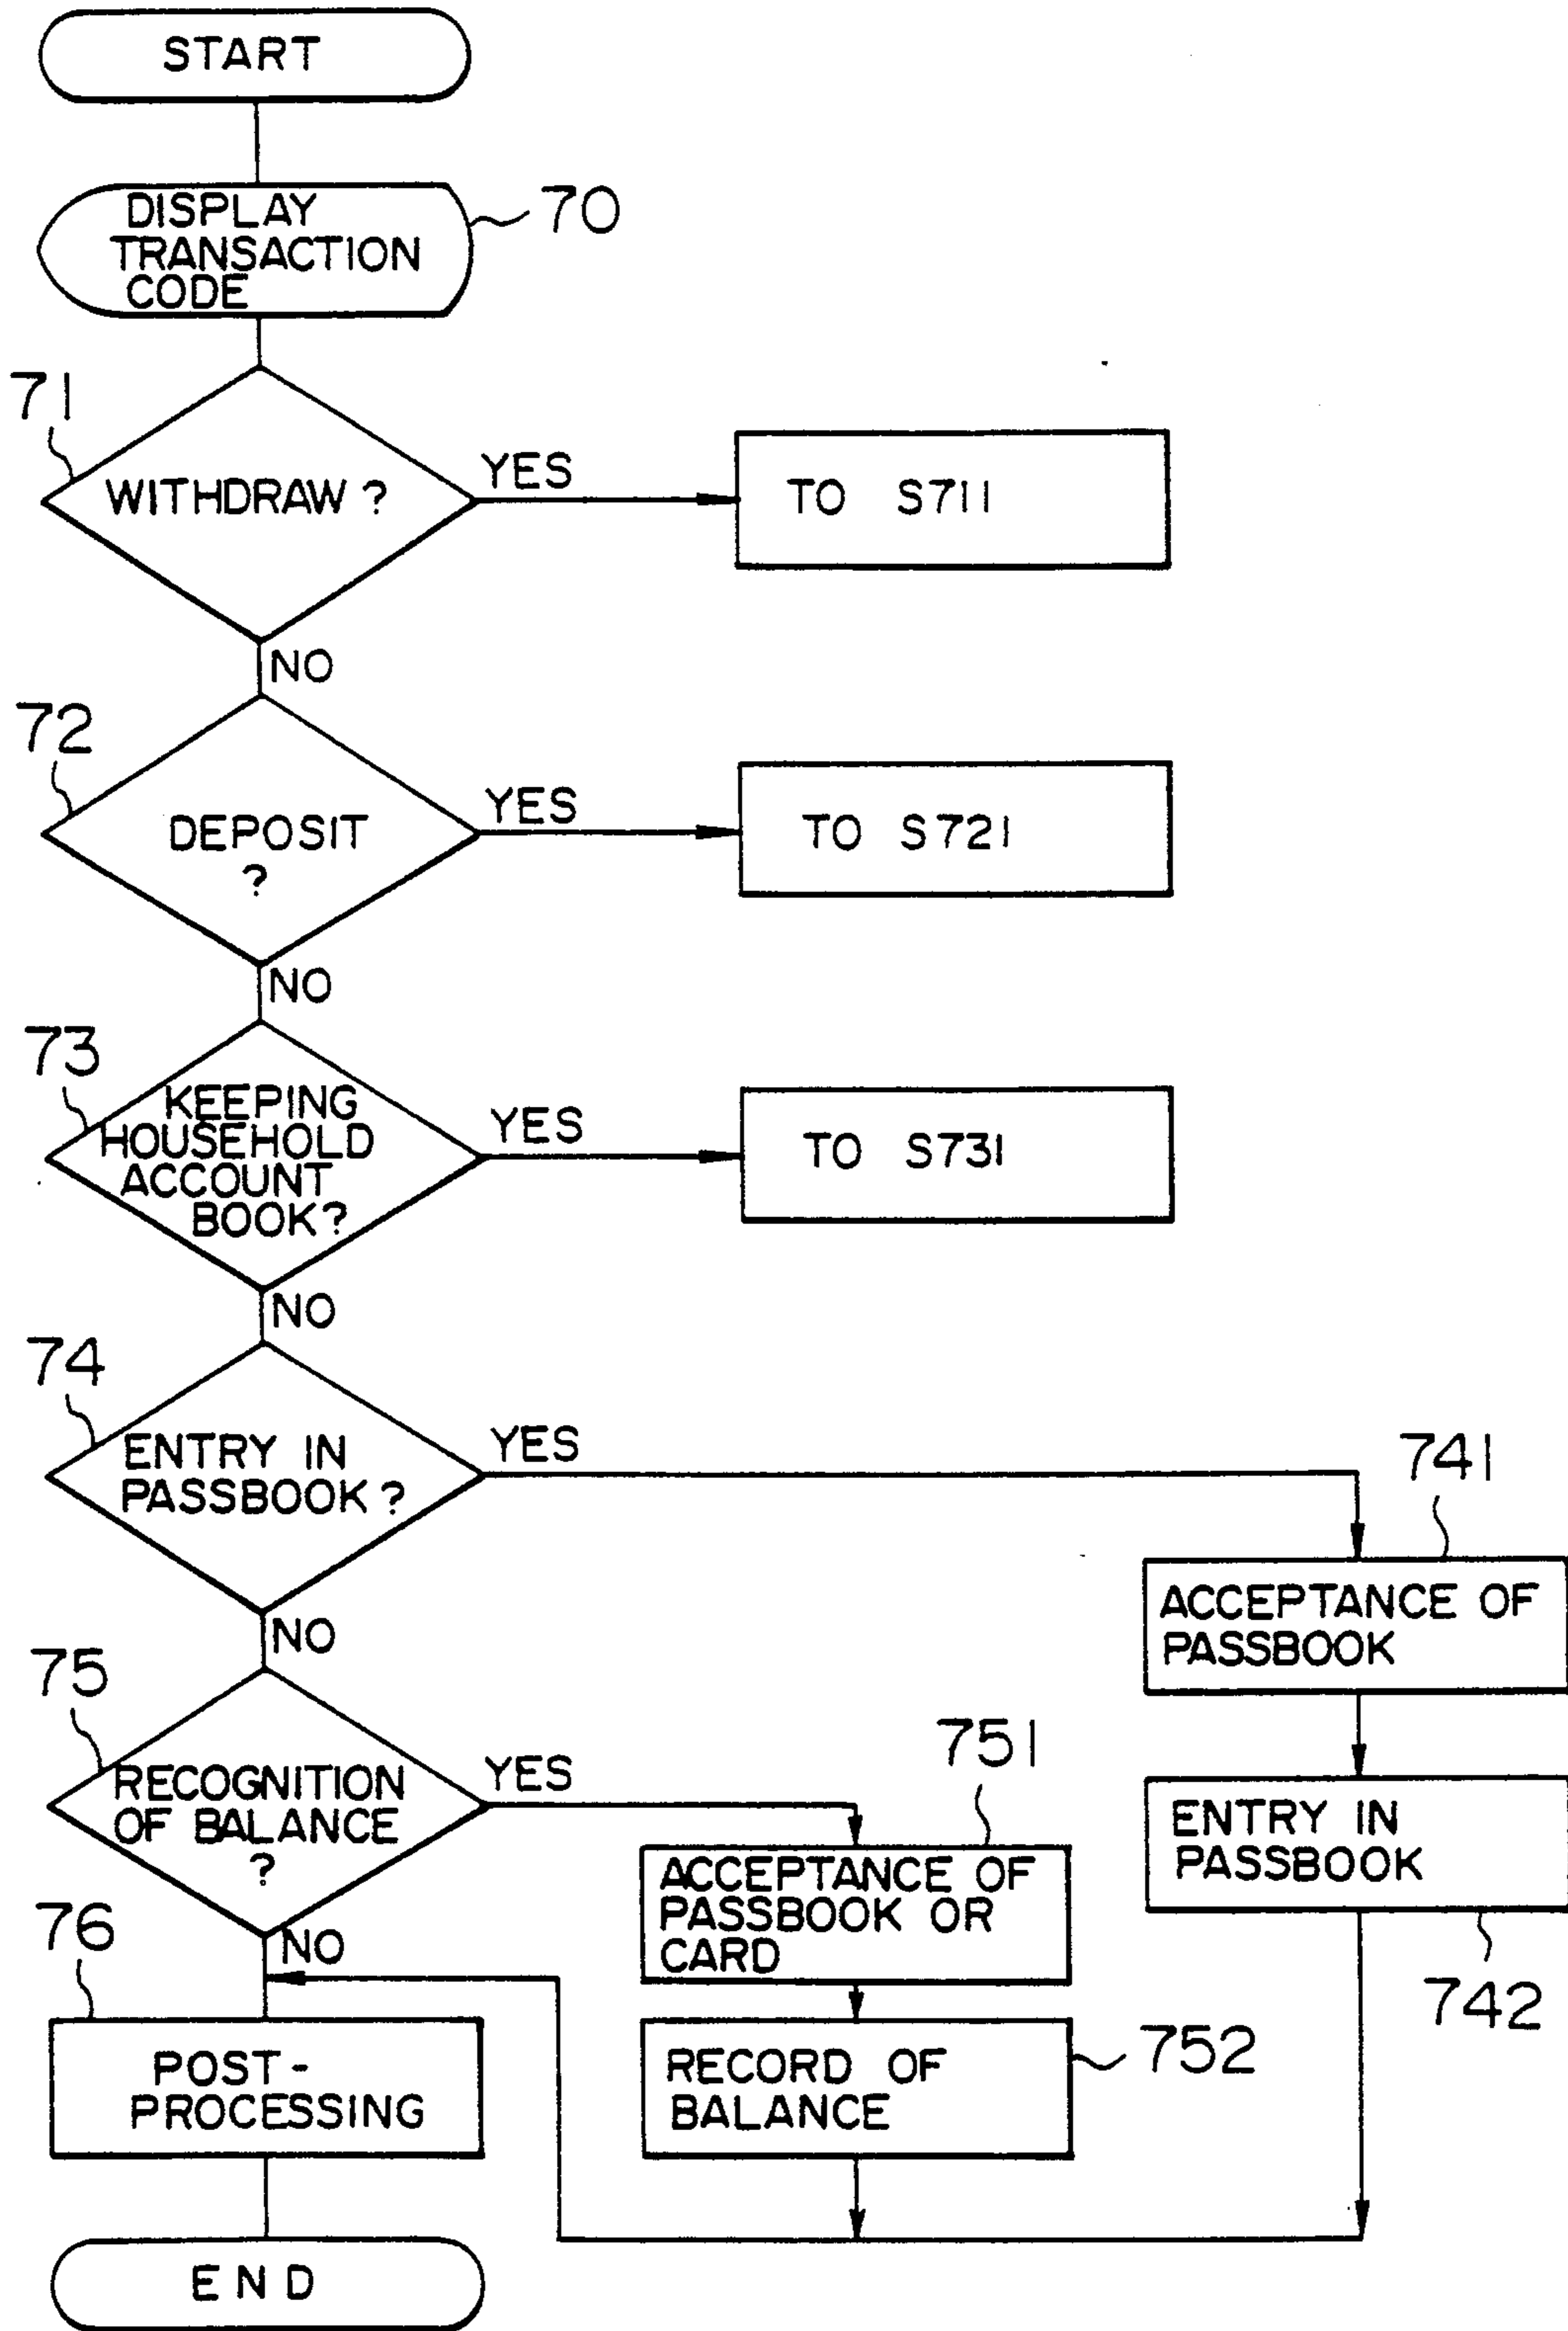 START
DISPLAY
TRANSACTION
CODE
70
71
WITHDRAW ?
YES
TO S711
NO
72
DEPOSIT
?
YES
TO S721
NO
73
KEEPING
HOUSEHOLD
ACCOUNT
BOOK?
YES
TO S731
NO
74
ENTRY IN
PASSBOOK ?
YES
741
ACCEPTANCE OF
PASSBOOK
NO
75
RECOGNITION
OF BALANCE
?
YES
751
ACCEPTANCE OF
PASSBOOK OR
CARD
ENTRY IN
PASSBOOK
742
NO
76
POST-
PROCESSING
RECORD OF
BALANCE
752
END